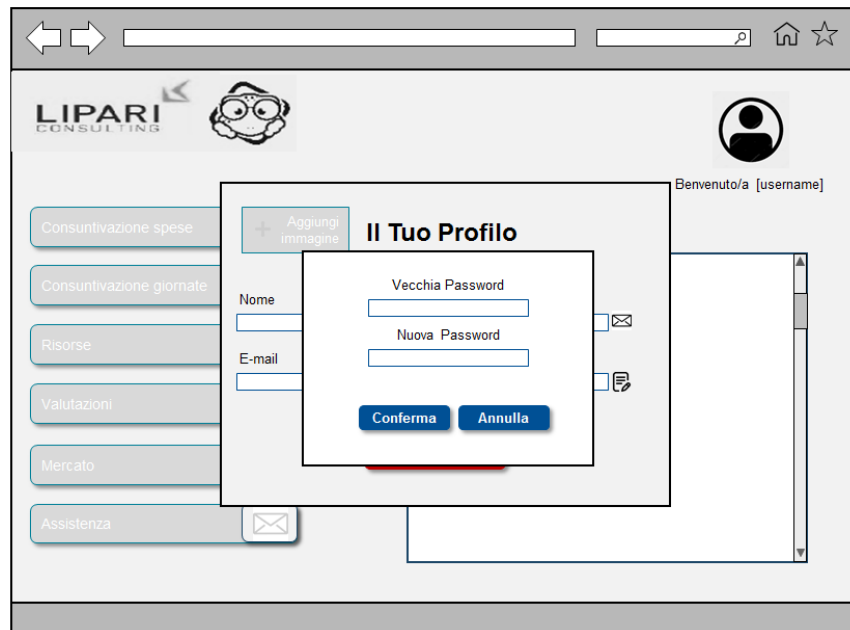 LIPARI
CONSULTING
Benvenuto/a [username]
Consuntivazione spese
Aggiungi
immagine
Il Tuo Profilo
Consuntivazione giornate
Vecchia Password
Nome
Nuova Password
Risorse
E-mail
Valutazioni
Conferma
Annulla
Mercato
Assistenza